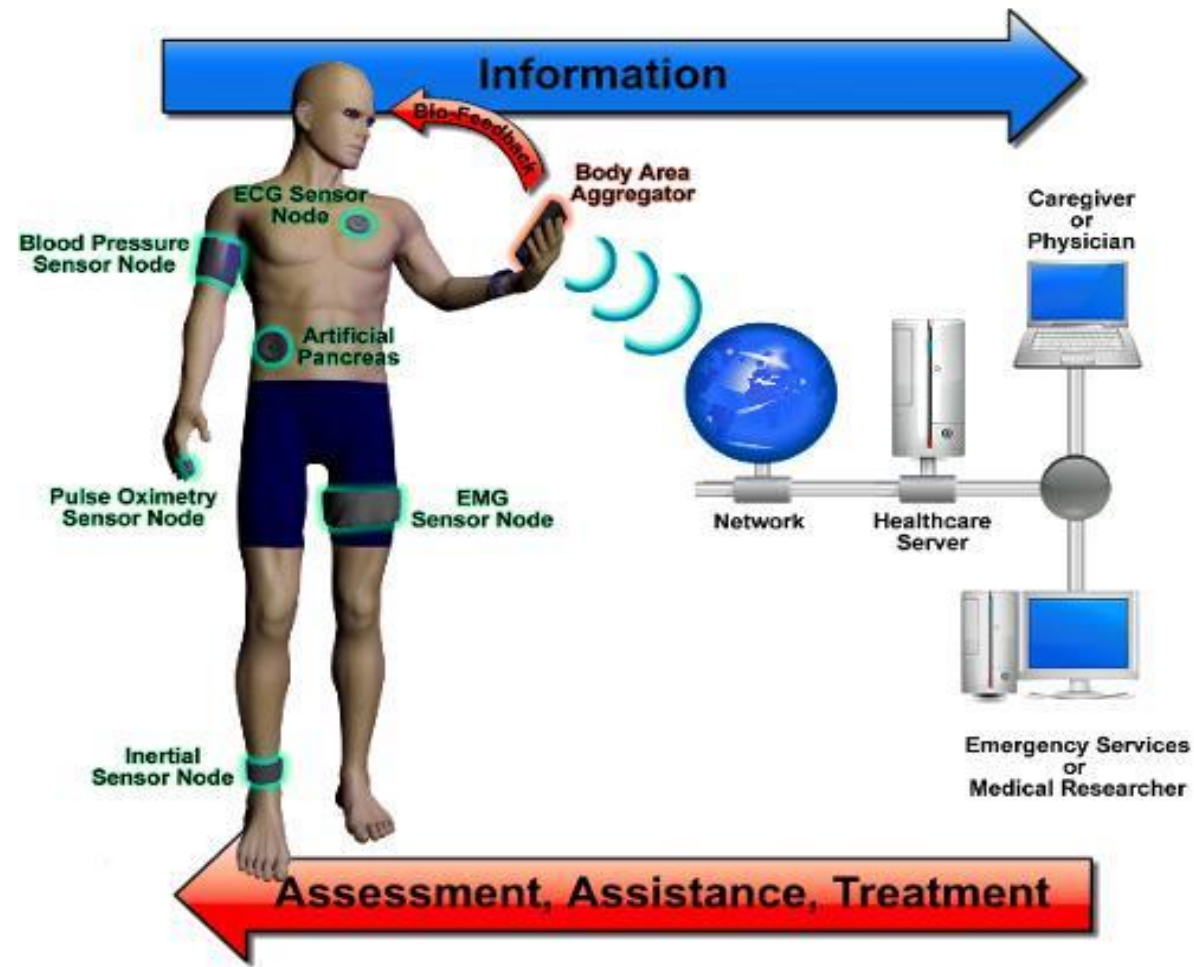 Information
Bio-Feedback
Body Area
Aggregator
ECG Sensor
Node
Blood Pressure
Sensor Node
Artificial
Pancreas
Caregiver
or
Physician
Pulse Oximetry
Sensor Node
EMG
Sensor Node
Network
Healthcare
Server
Inertial
Sensor Node
Emergency Services
or
Medical Researcher
Assessment, Assistance, Treatment